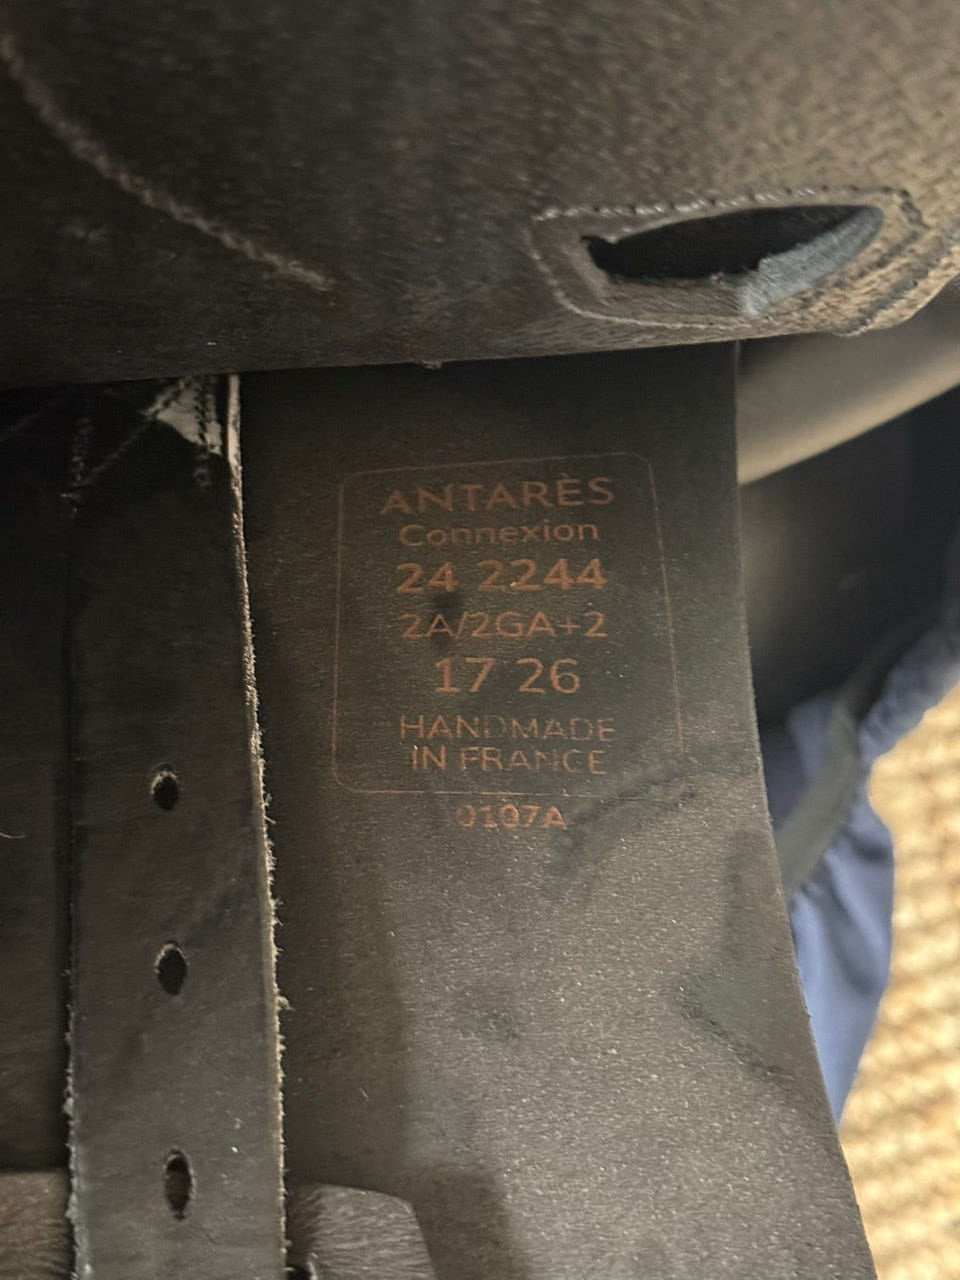 ANTARÈS
Connexion
24 2244
2A/2GA+2
17 26
HANDMADE
IN FRANCE
0107A